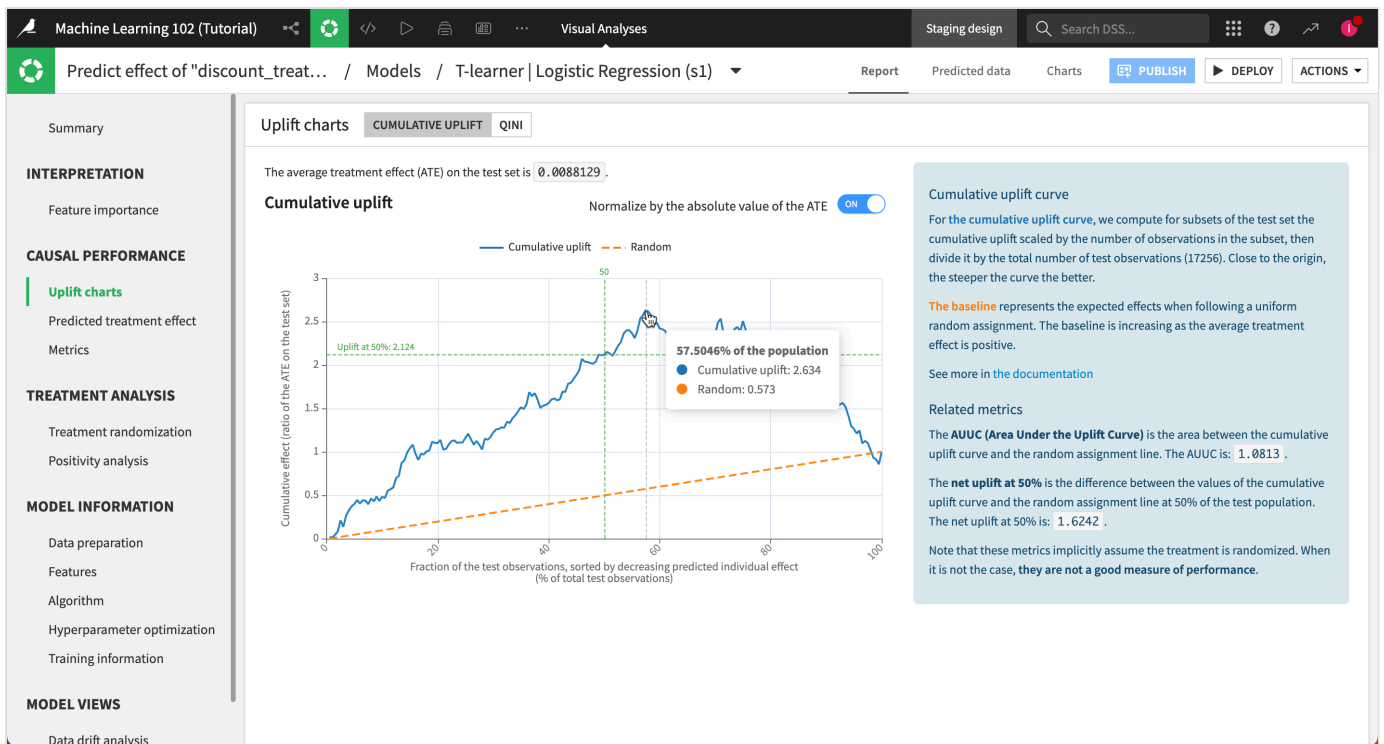 Machine Learning 102 (Tutorial)
Visual Analyses
Staging design
Search DSS...
?
I
Predict effect of "discount_treat... / Models / T-learner | Logistic Regression (s1)
Report
Predicted data
Charts
PUBLISH
DEPLOY
ACTIONS
Summary
INTERPRETATION
Feature importance
CAUSAL PERFORMANCE
Uplift charts
Predicted treatment effect
Metrics
TREATMENT ANALYSIS
Treatment randomization
Positivity analysis
MODEL INFORMATION
Data preparation
Features
Algorithm
Hyperparameter optimization
Training information
MODEL VIEWS
Data drift analysis
Uplift charts
CUMULATIVE UPLIFT
QINI
The average treatment effect (ATE) on the test set is 0.0088129 .
Cumulative uplift
Normalize by the absolute value of the ATE
ON
Cumulative uplift
Random
50
3
2.5
2
1.5
1
0.5
0
Cumulative effect (ratio of the ATE on the test set)
Uplift at 50%: 2.124
57.5046% of the population
Cumulative uplift: 2.634
Random: 0.573
0
20
40
60
80
100
Fraction of the test observations, sorted by decreasing predicted individual effect
(% of total test observations)
Cumulative uplift curve
For the cumulative uplift curve, we compute for subsets of the test set the
cumulative uplift scaled by the number of observations in the subset, then
divide it by the total number of test observations (17256). Close to the origin,
the steeper the curve the better.
The baseline represents the expected effects when following a uniform
random assignment. The baseline is increasing as the average treatment
effect is positive.
See more in the documentation
Related metrics
The AUUC (Area Under the Uplift Curve) is the area between the cumulative
uplift curve and the random assignment line. The AUUC is: 1.0813 .
The net uplift at 50% is the difference between the values of the cumulative
uplift curve and the random assignment line at 50% of the test population.
The net uplift at 50% is: 1.6242 .
Note that these metrics implicitly assume the treatment is randomized. When
it is not the case, they are not a good measure of performance.